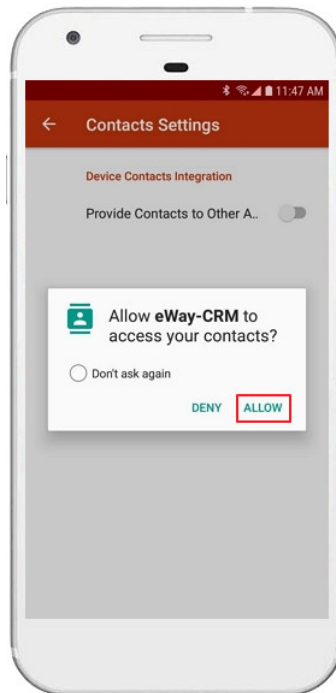 11:47 AM
Contacts Settings
Device Contacts Integration
Provide Contacts to Other A..
Allow eWay-CRM to
access your contacts?
Don't ask again
DENY ALLOW